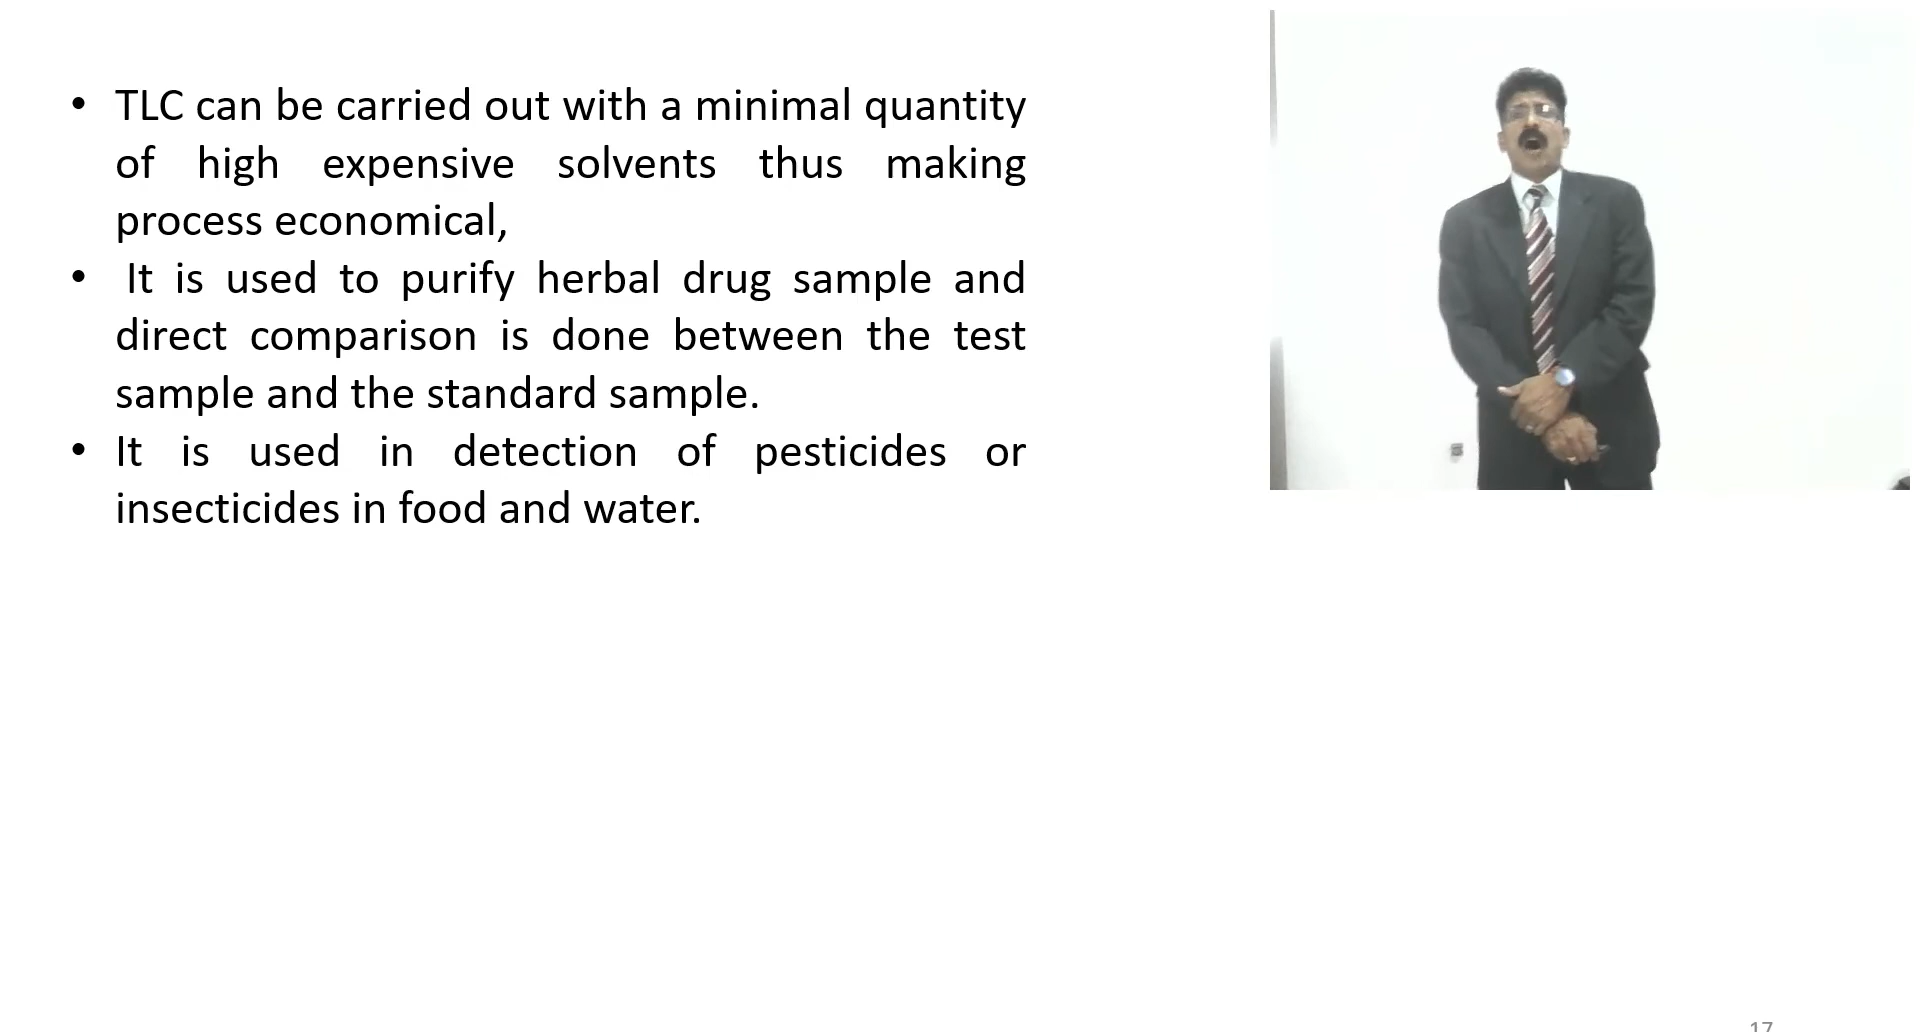 • TLC can be carried out with a minimal quantity
of high expensive solvents thus making
process economical,
• It is used to purify herbal drug sample and
direct comparison is done between the test
sample and the standard sample.
• It is used in detection of pesticides or
insecticides in food and water.
17